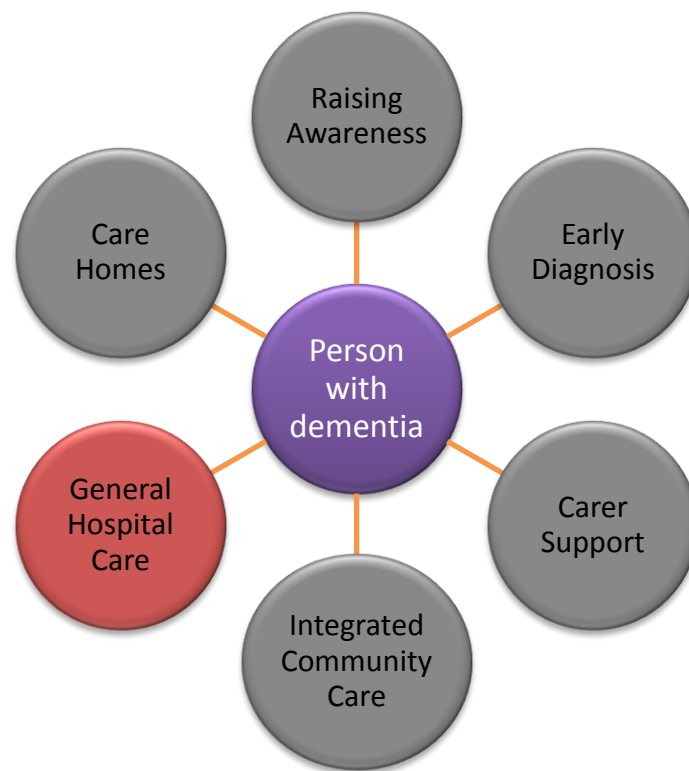 Raising
Awareness
Early
Diagnosis
Carer
Support
Integrated
Community
Care
General
Hospital
Care
Care
Homes
Person
with
dementia